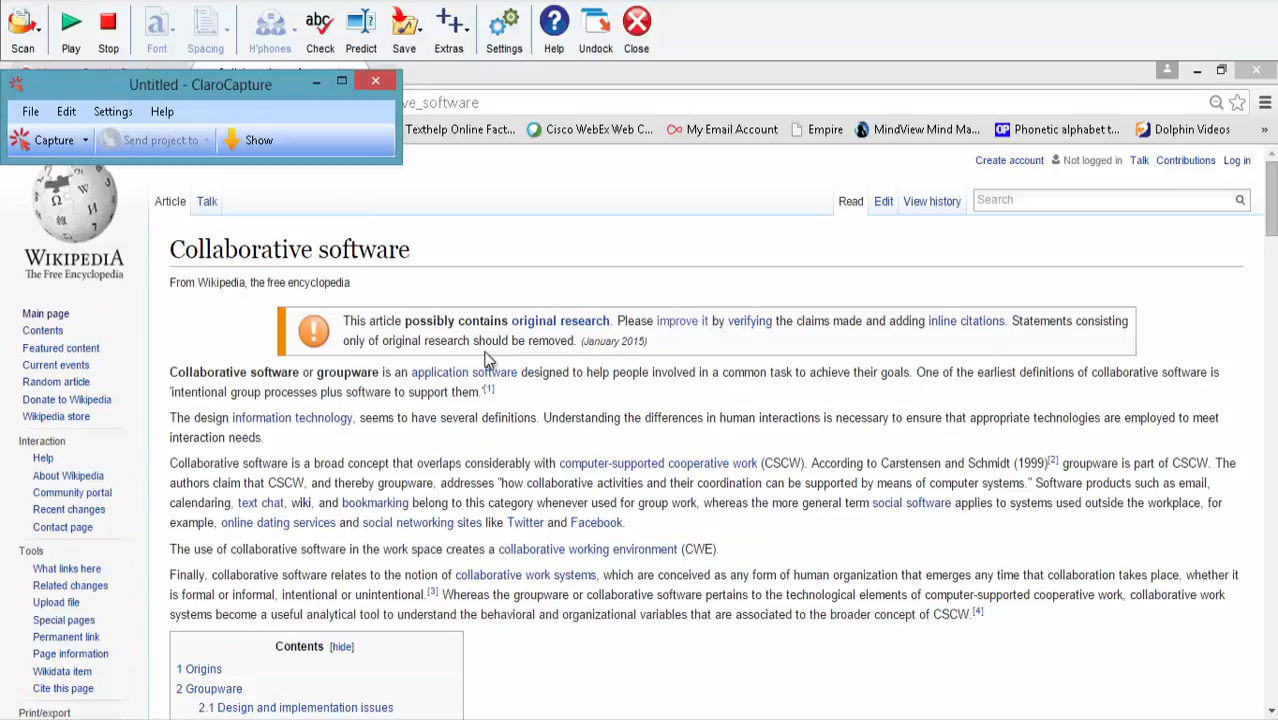 Scan Play Stop Font Spacing H'phones Check Predict Save Extras Settings Help Undock Close
abc
Untitled - ClaroCapture
File Edit Settings Help
ve_software
Capture Send project to Show
Texthelp Online Fact... Cisco WebEx Web C... My Email Account Empire MindView Mind Ma... OP Phonetic alphabet t... Dolphin Videos »
Create account Not logged in Talk Contributions Log in
Article Talk Read Edit View history Search
WIKIPEDIA
The Free Encyclopedia
Main page
Contents
Featured content
Current events
Random article
Donate to Wikipedia
Wikipedia store
Interaction
Help
About Wikipedia
Community portal
Recent changes
Contact page
Tools
What links here
Related changes
Upload file
Special pages
Permanent link
Page information
Wikidata item
Cite this page
Print/export
Collaborative software
From Wikipedia, the free encyclopedia
This article possibly contains original research. Please improve it by verifying the claims made and adding inline citations. Statements consisting
only of original research should be removed. (January 2015)
Collaborative software or groupware is an application software designed to help people involved in a common task to achieve their goals. One of the earliest definitions of collaborative software is
'intentional group processes plus software to support them.'[1]
The design information technology, seems to have several definitions. Understanding the differences in human interactions is necessary to ensure that appropriate technologies are employed to meet
interaction needs.
Collaborative software is a broad concept that overlaps considerably with computer-supported cooperative work (CSCW). According to Carstensen and Schmidt (1999)[2] groupware is part of CSCW. The
authors claim that CSCW, and thereby groupware, addresses "how collaborative activities and their coordination can be supported by means of computer systems." Software products such as email,
calendaring, text chat, wiki, and bookmarking belong to this category whenever used for group work, whereas the more general term social software applies to systems used outside the workplace, for
example, online dating services and social networking sites like Twitter and Facebook.
The use of collaborative software in the work space creates a collaborative working environment (CWE).
Finally, collaborative software relates to the notion of collaborative work systems, which are conceived as any form of human organization that emerges any time that collaboration takes place, whether it
is formal or informal, intentional or unintentional.[3] Whereas the groupware or collaborative software pertains to the technological elements of computer-supported cooperative work, collaborative work
systems become a useful analytical tool to understand the behavioral and organizational variables that are associated to the broader concept of CSCW.[4]
Contents [hide]
1 Origins
2 Groupware
2.1 Design and implementation issues